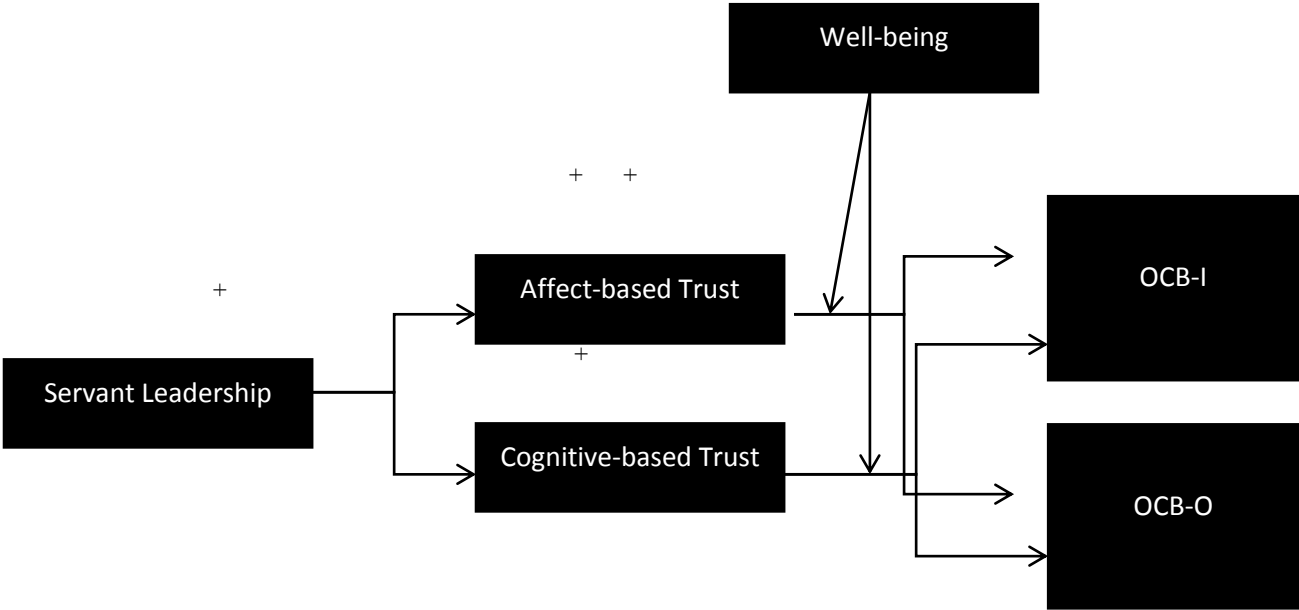 Well-being
+ +
Affect-based Trust
OCB-I
+
+
Servant Leadership
Cognitive-based Trust
OCB-O